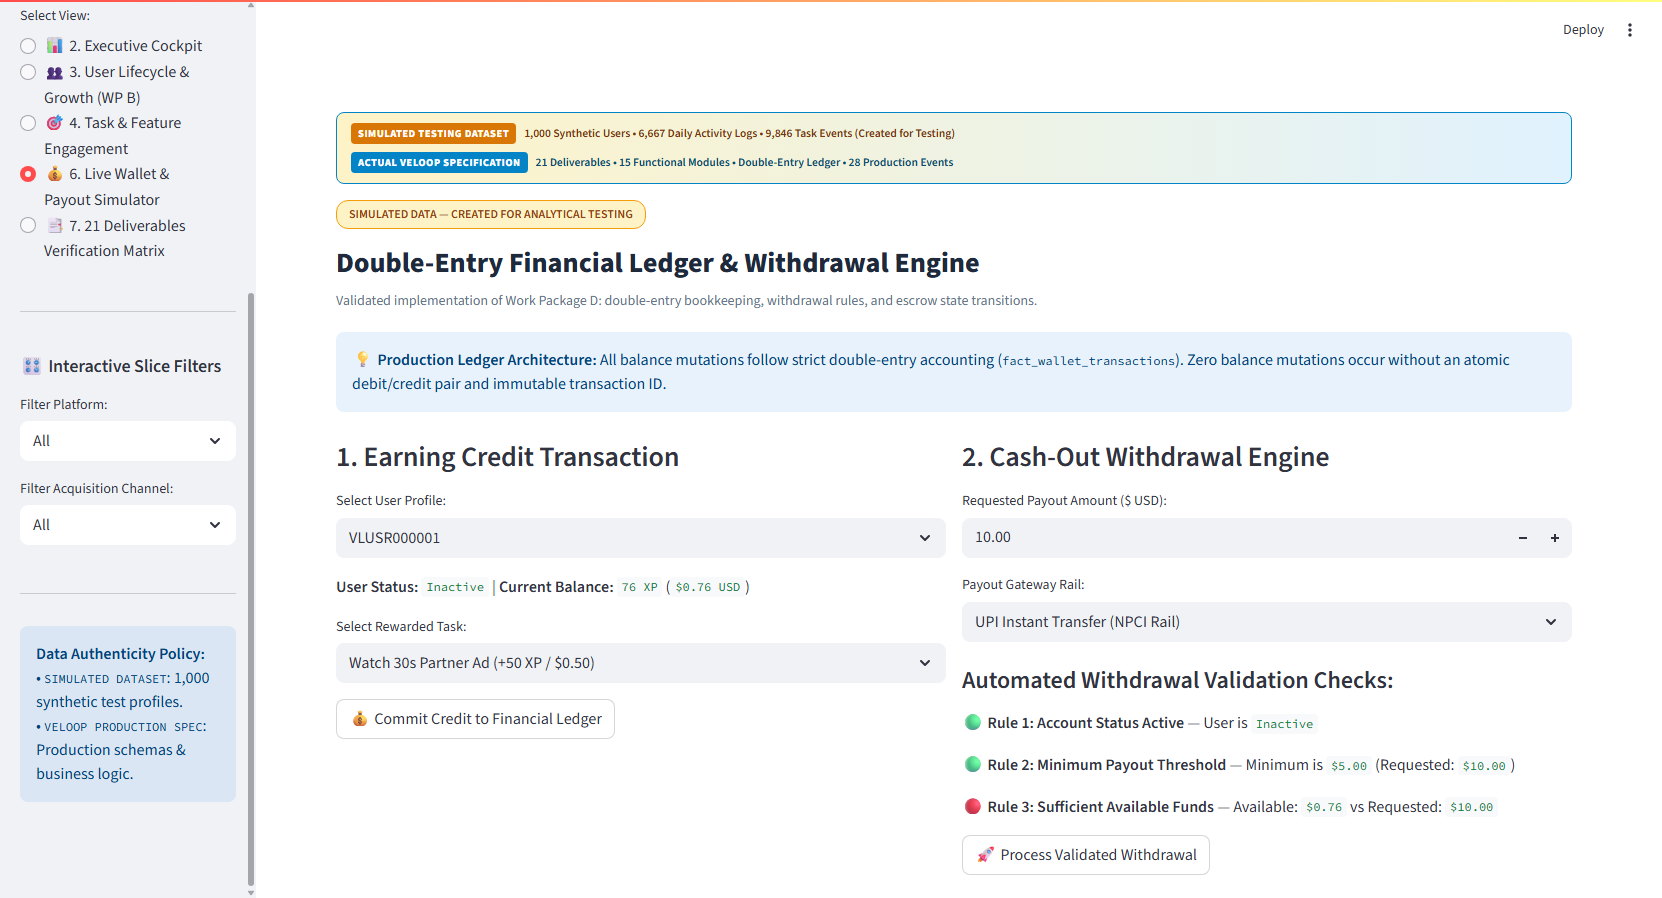 Select View:
2. Executive Cockpit
3. User Lifecycle &
Growth (WP B)
4. Task & Feature
Engagement
6. Live Wallet &
Payout Simulator
7. 21 Deliverables
Verification Matrix
Interactive Slice Filters
Filter Platform:
All
Filter Acquisition Channel:
All
Data Authenticity Policy:
• SIMULATED DATASET: 1,000
synthetic test profiles.
• VELOOP PRODUCTION SPEC:
Production schemas &
business logic.
Deploy
SIMULATED TESTING DATASET 1,000 Synthetic Users • 6,667 Daily Activity Logs • 9,846 Task Events (Created for Testing)
ACTUAL VELOOP SPECIFICATION 21 Deliverables • 15 Functional Modules • Double-Entry Ledger • 28 Production Events
SIMULATED DATA — CREATED FOR ANALYTICAL TESTING
Double-Entry Financial Ledger & Withdrawal Engine
Validated implementation of Work Package D: double-entry bookkeeping, withdrawal rules, and escrow state transitions.
Production Ledger Architecture: All balance mutations follow strict double-entry accounting (fact_wallet_transactions). Zero balance mutations occur without an atomic
debit/credit pair and immutable transaction ID.
1. Earning Credit Transaction
Select User Profile:
VLUSR000001
User Status: Inactive | Current Balance: 76 XP ( $0.76 USD )
Select Rewarded Task:
Watch 30s Partner Ad (+50 XP / $0.50)
Commit Credit to Financial Ledger
2. Cash-Out Withdrawal Engine
Requested Payout Amount ($ USD):
10.00
Payout Gateway Rail:
UPI Instant Transfer (NPCI Rail)
Automated Withdrawal Validation Checks:
Rule 1: Account Status Active — User is Inactive
Rule 2: Minimum Payout Threshold — Minimum is $5.00 (Requested: $10.00 )
Rule 3: Sufficient Available Funds — Available: $0.76 vs Requested: $10.00
Process Validated Withdrawal